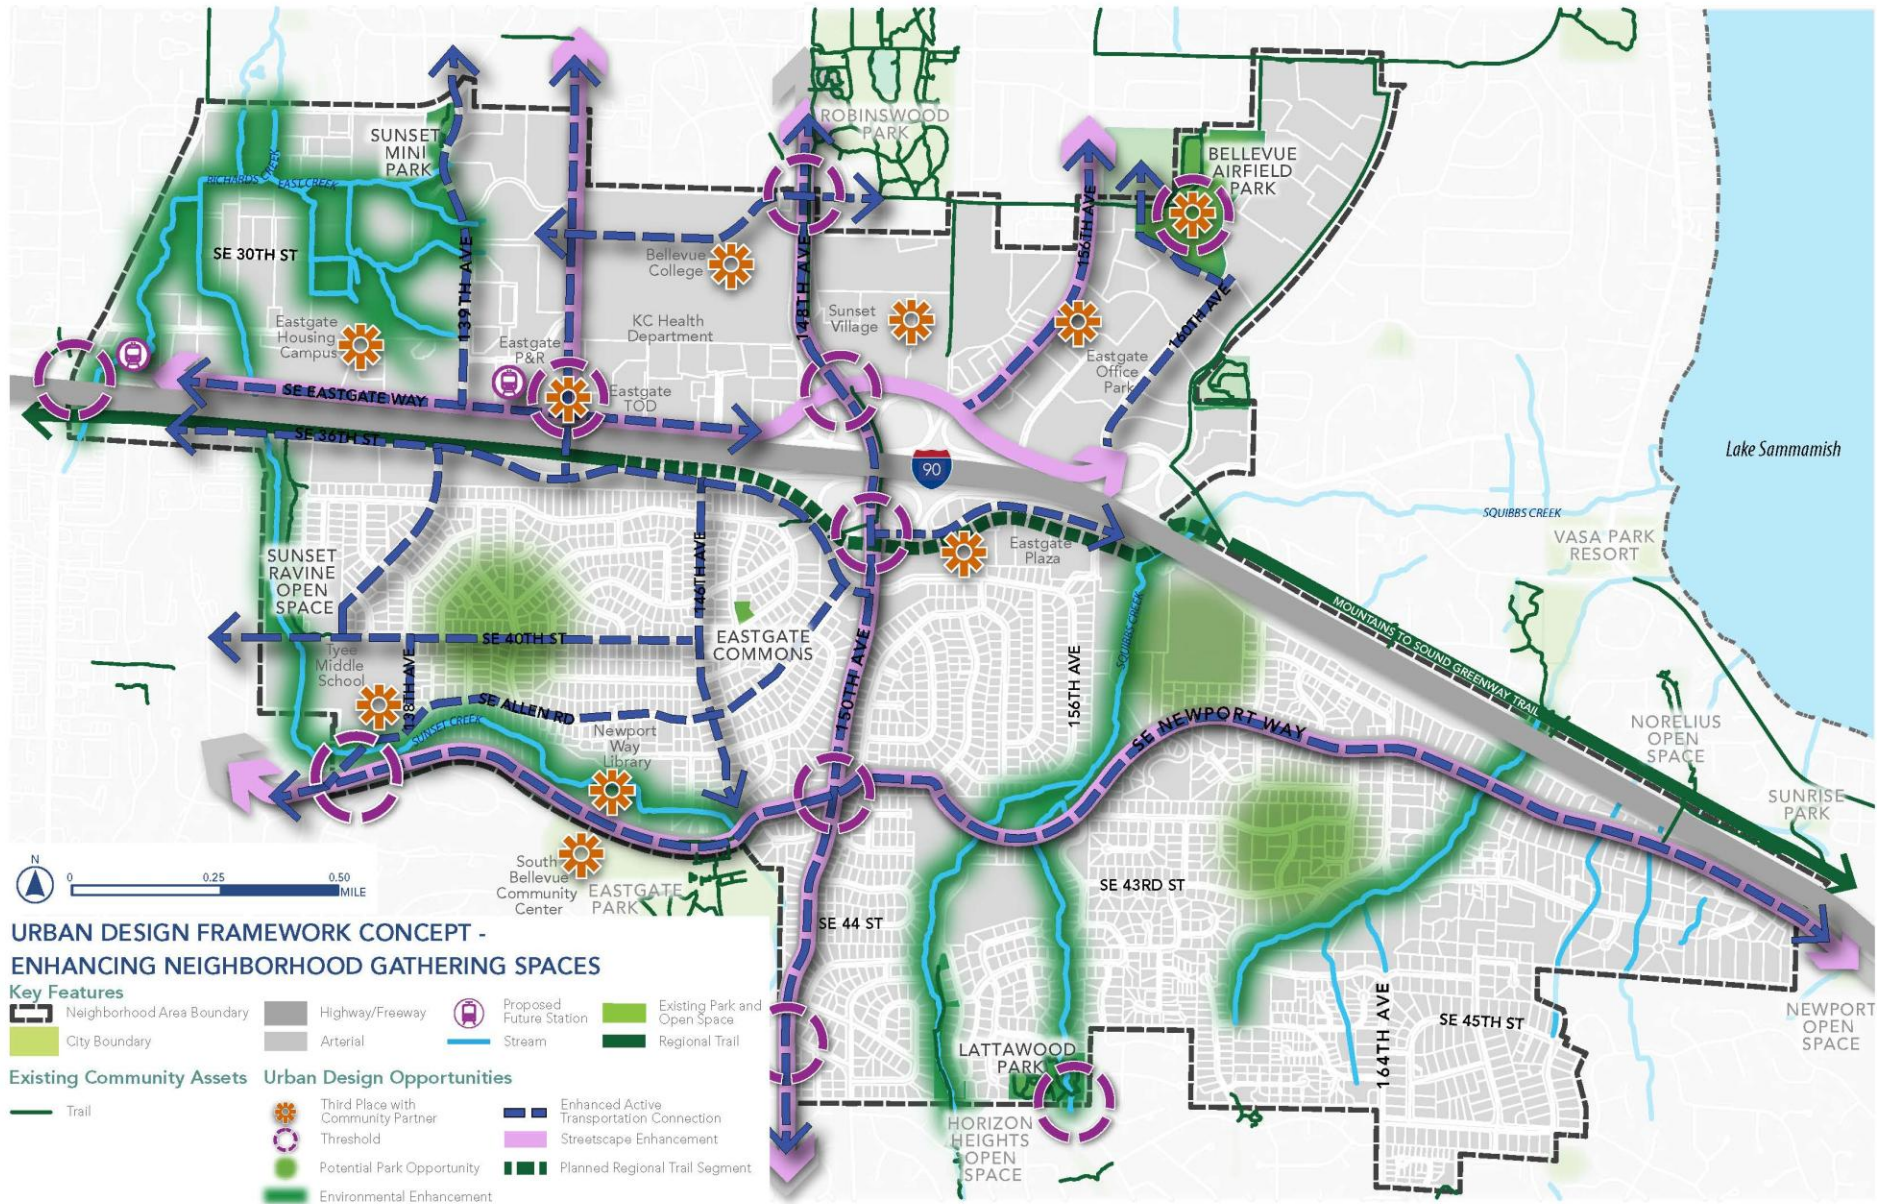 ROBINSWOOD
PARK
SUNSET
MINI
PARK
BELLEVUE
AIRFIELD
PARK
RICHARDS CREEK
EAST CREEK
SE 30TH ST
139TH AVE
148TH AVE
156TH AVE
160TH AVE
Bellevue
College
Eastgate
Housing
Campus
Eastgate
P&R
KC Health
Department
Sunset
Village
Eastgate
Office
Park
Eastgate
TOD
SE EASTGATE WAY
SE 36TH ST
90
Lake Sammamish
SQUIBBS CREEK
VASA PARK
RESORT
Eastgate
Plaza
SUNSET
RAVINE
OPEN
SPACE
146TH AVE
EASTGATE
COMMONS
SE 40TH ST
Tyee
Middle
School
138TH AVE
SE ALLEN RD
SUNSET CREEK
150TH AVE
156TH AVE
SQUIBS CREEK
MOUNTAINS TO SOUND GREENWAY TRAIL
SE NEWPORT WAY
NORELIUS
OPEN
SPACE
SUNRISE
PARK
Newport
Way
Library
South
Bellevue
Community
Center
EASTGATE
PARK
SE 43RD ST
SE 44 ST
164TH AVE
SE 45TH ST
NEWPORT
OPEN
SPACE
LATTAWOOD
PARK
HORIZON
HEIGHTS
OPEN
SPACE
N
0 0.25 0.50
MILE
URBAN DESIGN FRAMEWORK CONCEPT -
ENHANCING NEIGHBORHOOD GATHERING SPACES
Key Features
Neighborhood Area Boundary
Highway/Freeway
Proposed
Future Station
Existing Park and
Open Space
City Boundary
Arterial
Stream
Regional Trail
Existing Community Assets
Trail
Urban Design Opportunities
Third Place with
Community Partner
Enhanced Active
Transportation Connection
Threshold
Streetscape Enhancement
Potential Park Opportunity
Planned Regional Trail Segment
Environmental Enhancement